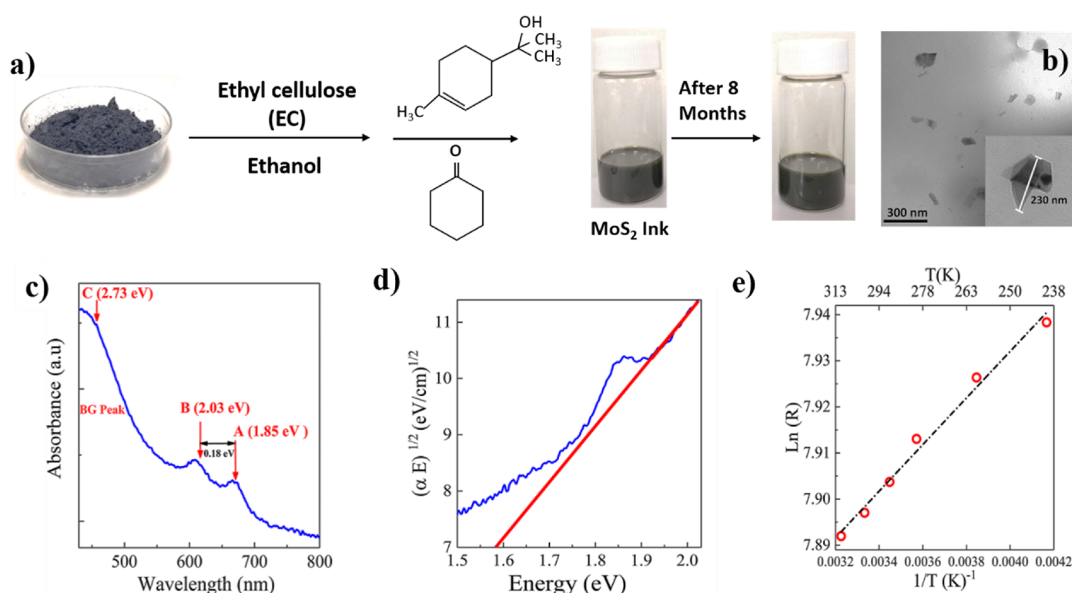 a)
Ethyl cellulose
(EC)
Ethanol
OH
CH₃
CH₃
H₃C
O
MoS₂ Ink
After 8
Months
b)
300 nm
230 nm
c)
C (2.73 eV)
BG Peak
B (2.03 eV)
A (1.85 eV )
0.18 eV
Absorbance (a.u)
500 600 700 800
Wavelength (nm)
d)
(α E) ^1/2 (eV/cm)^1/2
11
10
9
8
7
1.5 1.6 1.7 1.8 1.9 2.0
Energy (eV)
e)
T(K)
313 294 278 263 250 238
Ln (R)
7.94
7.93
7.92
7.91
7.90
7.89
0.0032 0.0034 0.0036 0.0038 0.0040 0.0042
1/T (K)⁻¹